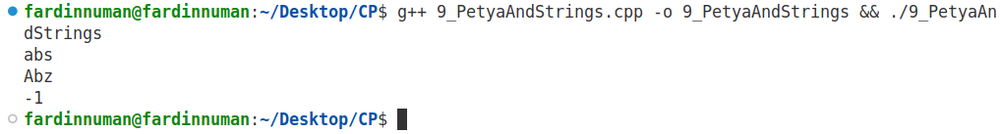 fardinnuman@fardinnuman:~/Desktop/CP$ g++ 9_PetyaAndStrings.cpp -o 9_PetyaAndStrings && ./9_PetyaAn
dStrings
abs
Abz
-1
fardinnuman@fardinnuman:~/Desktop/CP$